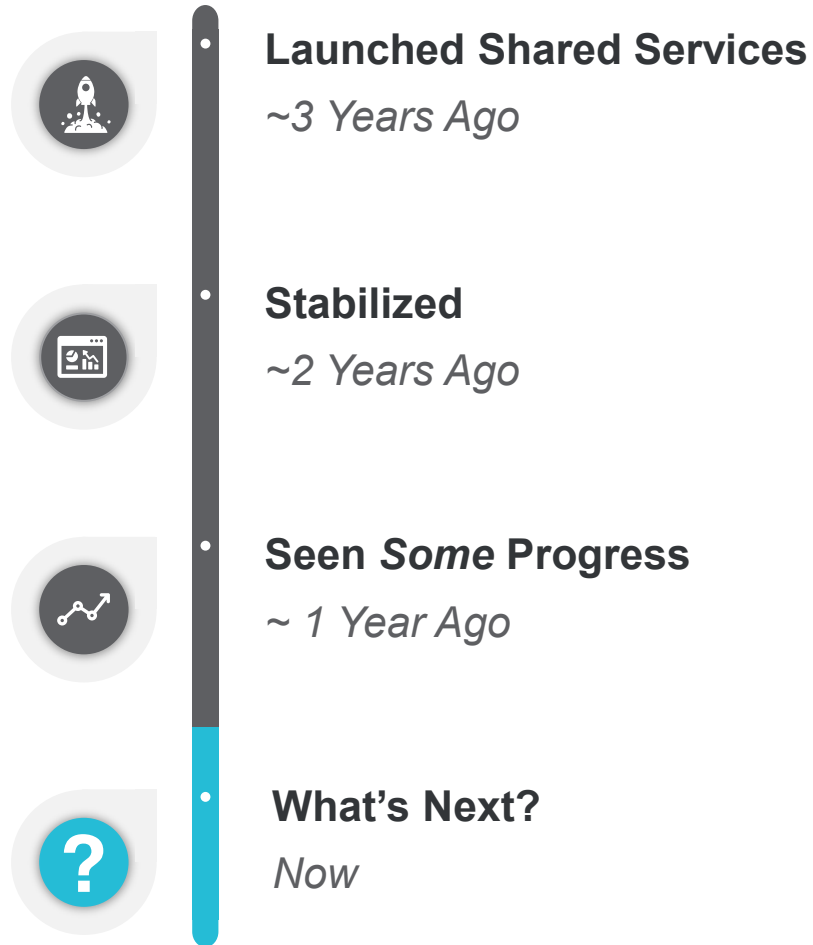 Launched Shared Services
~3 Years Ago
Stabilized
~2 Years Ago
Seen Some Progress
~ 1 Year Ago
?
What’s Next?
Now